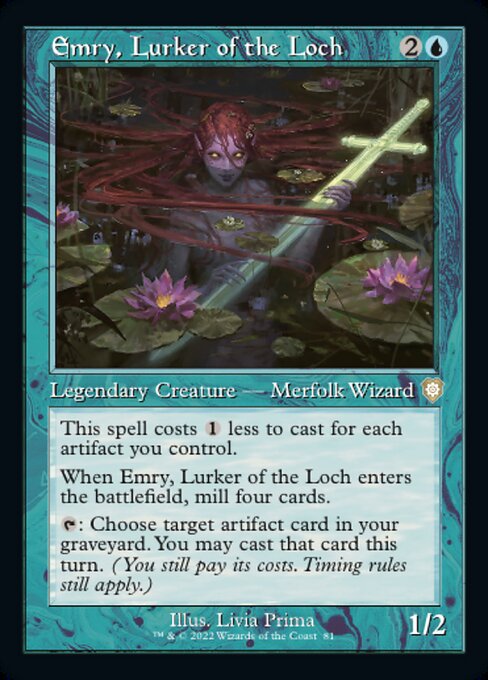 Emry, Lurker of the Loch 2
Legendary Creature — Merfolk Wizard
This spell costs 1 less to cast for each
artifact you control.
When Emry, Lurker of the Loch enters
the battlefield, mill four cards.
: Choose target artifact card in your
graveyard. You may cast that card this
turn. (You still pay its costs. Timing rules
still apply.)
Illus. Livia Prima
™ & © 2022 Wizards of the Coast 81
1/2